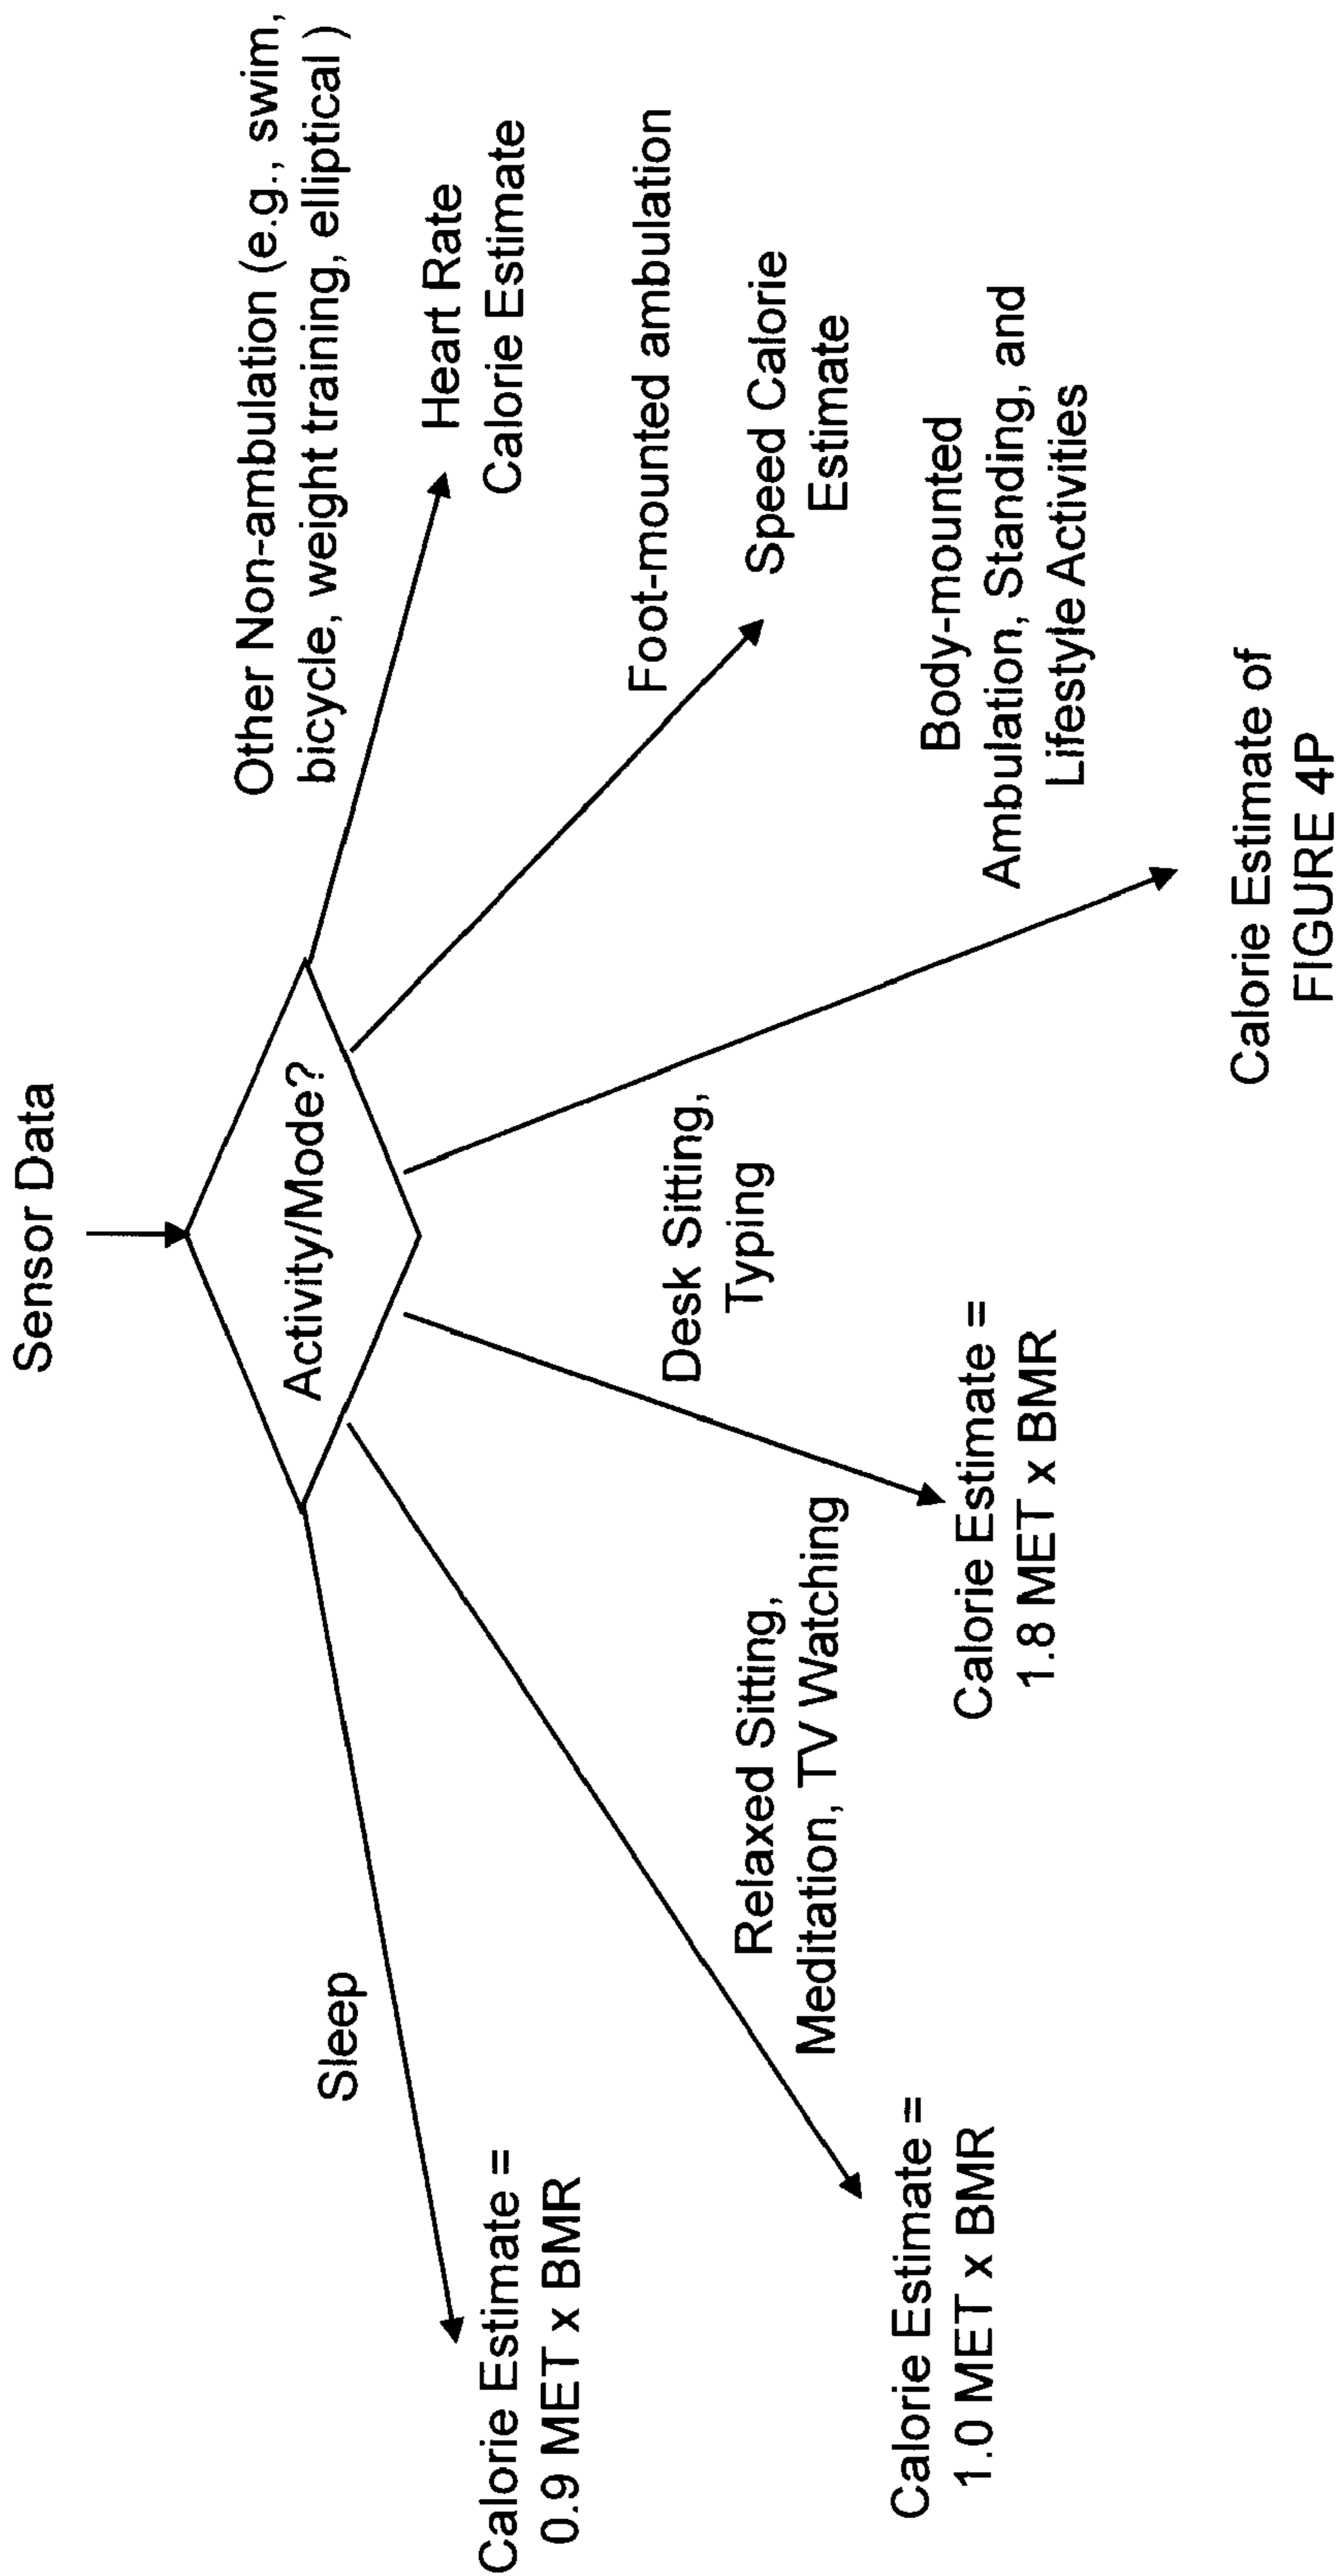 Sensor Data
Activity/Mode?
Sleep
Calorie Estimate =
0.9 MET x BMR
Relaxed Sitting,
Meditation, TV Watching
Calorie Estimate =
1.0 MET x BMR
Desk Sitting,
Typing
Calorie Estimate =
1.8 MET x BMR
Body-mounted
Ambulation, Standing, and
Lifestyle Activities
Calorie Estimate of
FIGURE 4P
Foot-mounted ambulation
Speed Calorie
Estimate
Other Non-ambulation (e.g., swim,
bicycle, weight training, elliptical )
Heart Rate
Calorie Estimate